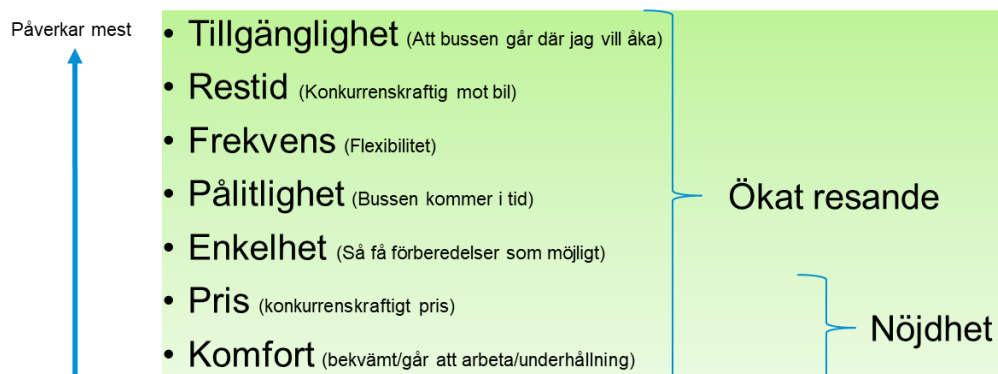 Påverkar mest
• Tillgänglighet (Att bussen går där jag vill åka)
• Restid (Konkurrenskraftig mot bil)
• Frekvens (Flexibilitet)
• Pålitlighet (Bussen kommer i tid)
• Enkelhet (Så få förberedelser som möjligt)
• Pris (konkurrenskraftigt pris)
• Komfort (bekvämt/går att arbeta/underhållning)
Ökat resande
Nöjdhet